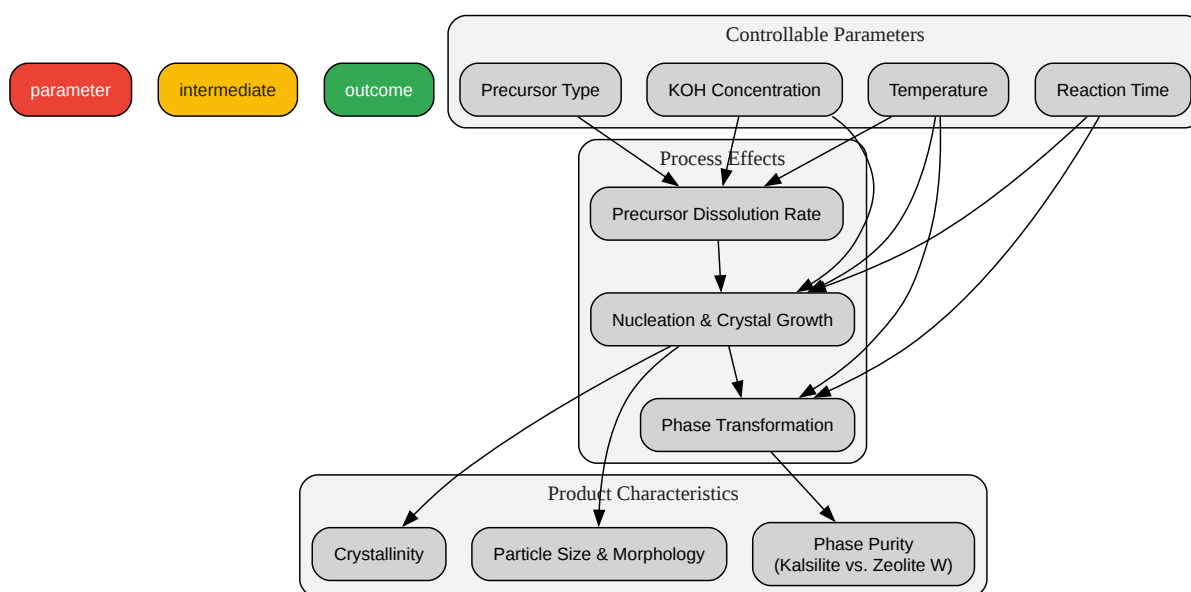 Controllable Parameters
parameter
intermediate
outcome
Precursor Type
KOH Concentration
Temperature
Reaction Time
Process Effects
Precursor Dissolution Rate
Nucleation & Crystal Growth
Phase Transformation
Product Characteristics
Crystallinity
Particle Size & Morphology
Phase Purity
(Kalsilite vs. Zeolite W)